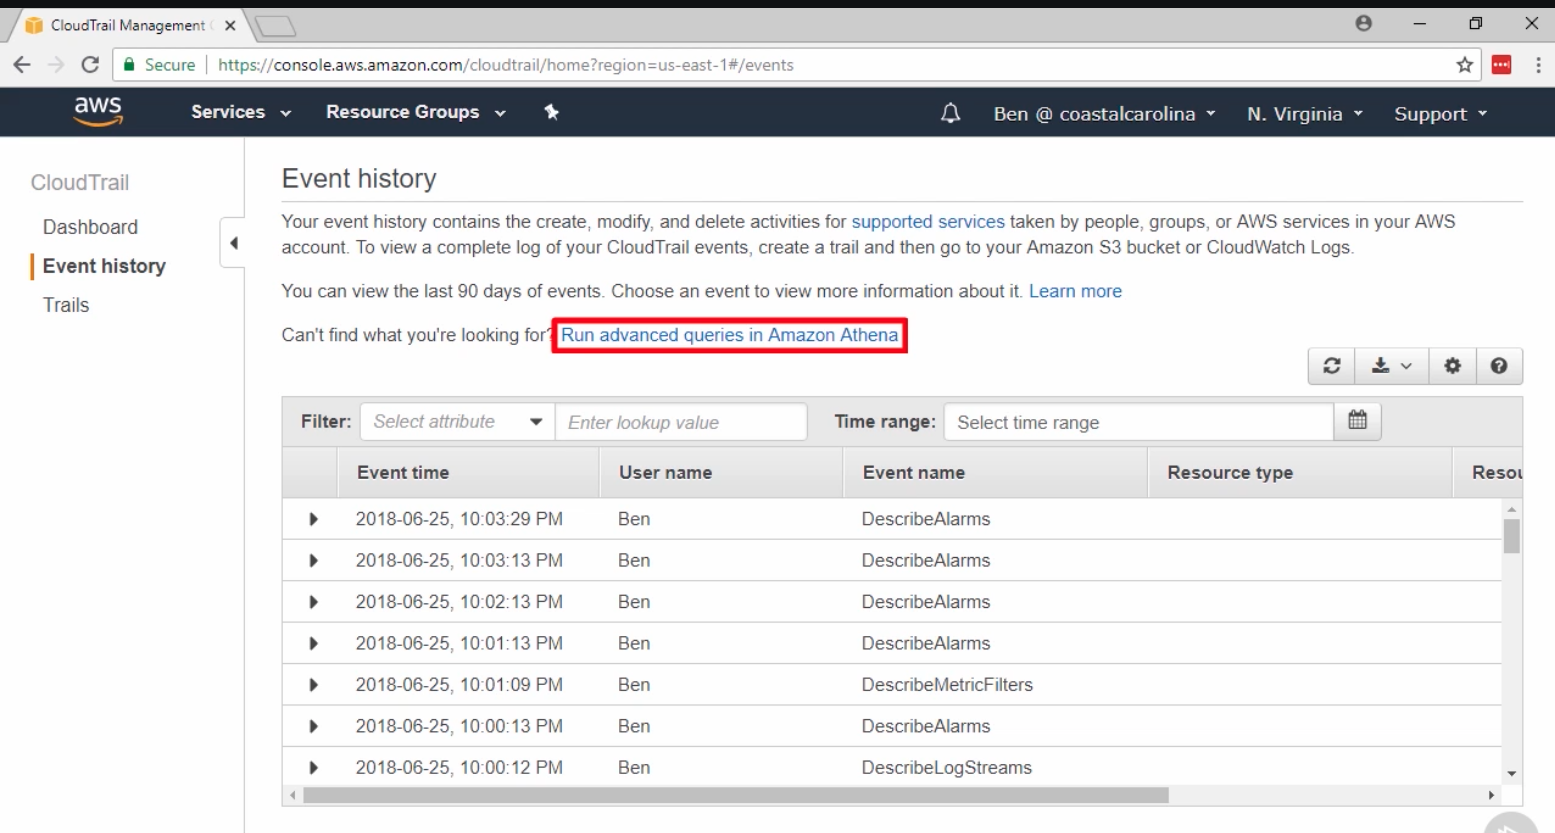 CloudTrail Management
Secure https://console.aws.amazon.com/cloudtrail/home?region=us-east-1#/events
aws Services Resource Groups Ben @ coastalcarolina N. Virginia Support
CloudTrail
Dashboard
Event history
Trails
Event history
Your event history contains the create, modify, and delete activities for supported services taken by people, groups, or AWS services in your AWS
account. To view a complete log of your CloudTrail events, create a trail and then go to your Amazon S3 bucket or CloudWatch Logs.
You can view the last 90 days of events. Choose an event to view more information about it. Learn more
Can't find what you're looking for? Run advanced queries in Amazon Athena
Filter: Select attribute Enter lookup value Time range: Select time range
Event time User name Event name Resource type Resou
2018-06-25, 10:03:29 PM Ben DescribeAlarms
2018-06-25, 10:03:13 PM Ben DescribeAlarms
2018-06-25, 10:02:13 PM Ben DescribeAlarms
2018-06-25, 10:01:13 PM Ben DescribeAlarms
2018-06-25, 10:01:09 PM Ben DescribeMetricFilters
2018-06-25, 10:00:13 PM Ben DescribeAlarms
2018-06-25, 10:00:12 PM Ben DescribeLogStreams